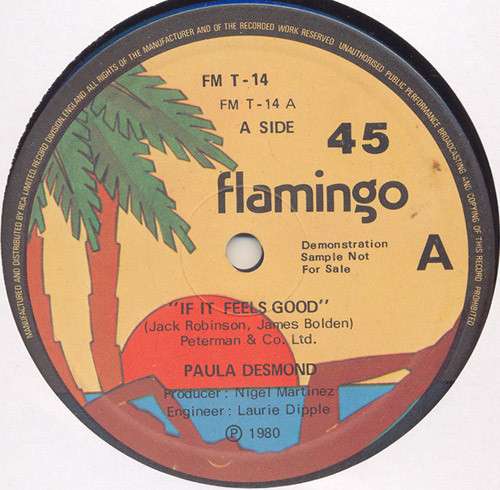 MANUFACTURED AND DISTRIBUTED BY RCA LIMITED, RECORD DIVISION, ENGLAND. ALL RIGHTS OF THE MANUFACTURER AND OF THE OWNER OF THE RECORDED WORK RESERVED. UNAUTHORISED PUBLIC PERFORMANCE BROADCASTING AND COPYING OF THIS RECORD PROHIBITED
FM T-14
FM T-14 A
A SIDE
45
flamingo
Demonstration
Sample Not
For Sale
A
"IF IT FEELS GOOD"
(Jack Robinson, James Bolden)
Peterman & Co. Ltd.
PAULA DESMOND
Producer: Nigel Martinez
Engineer: Laurie Dipple
Ⓟ 1980